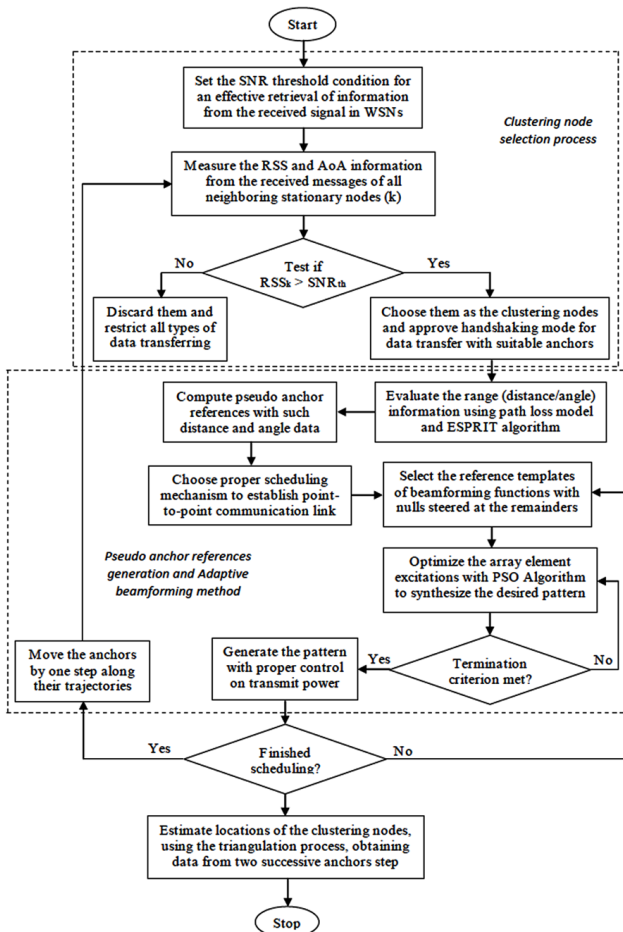 Start
Set the SNR threshold condition for
an effective retrieval of information
from the received signal in WSNs
Clustering node
selection process
Measure the RSS and AoA information
from the received messages of all
neighboring stationary nodes (k)
No
Test if
RSSk > SNRth
Yes
Discard them and
restrict all types of
data transferring
Choose them as the clustering nodes
and approve handshaking mode for
data transfer with suitable anchors
Compute pseudo anchor
references with such
distance and angle data
Evaluate the range (distance/angle)
information using path loss model
and ESPRIT algorithm
Choose proper scheduling
mechanism to establish point-
to-point communication link
Select the reference templates
of beamforming functions with
nulls steered at the remainders
Pseudo anchor references
generation and Adaptive
beamforming method
Optimize the array element
excitations with PSO Algorithm
to synthesize the desired pattern
Move the anchors
by one step along
their trajectories
Generate the pattern
with proper control
on transmit power
Yes
Termination
criterion met?
No
Yes
Finished
scheduling?
No
Estimate locations of the clustering nodes,
using the triangulation process, obtaining
data from two successive anchors step
Stop